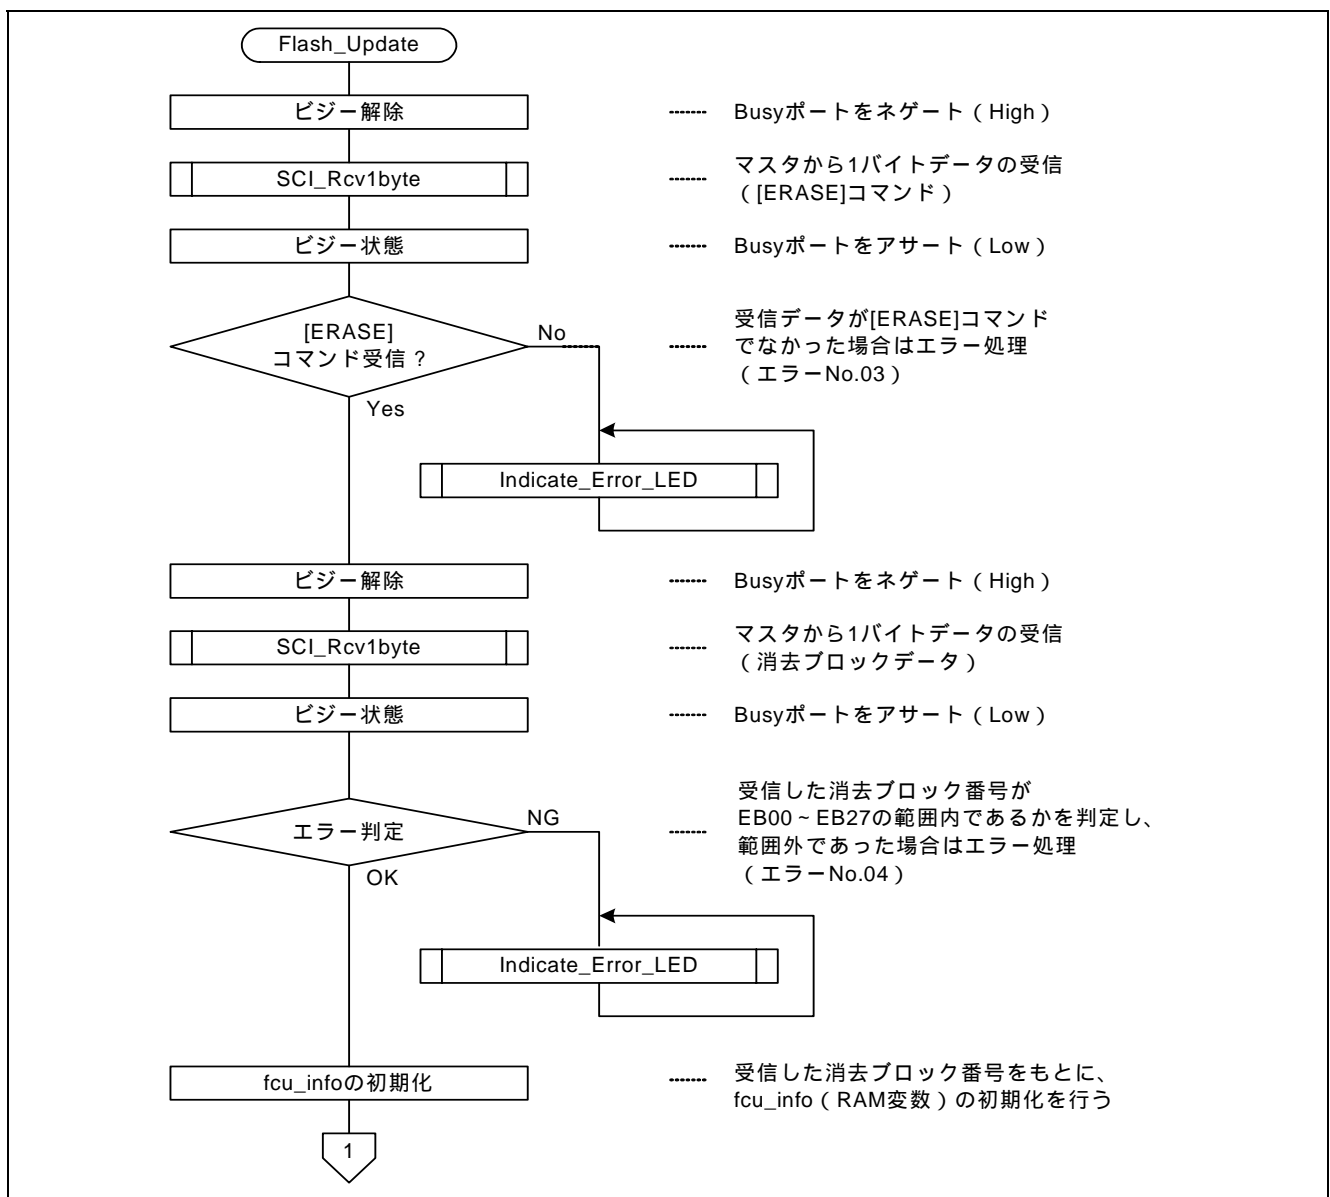 Flash_Update
ビジー解除
Busyポートをネゲート（High）
SCI_Rcv1byte
マスタから1バイトデータの受信
（[ERASE]コマンド）
ビジー状態
Busyポートをアサート（Low）
[ERASE]
コマンド受信？
No
Yes
受信データが[ERASE]コマンド
でなかった場合はエラー処理
（エラーNo.03）
Indicate_Error_LED
ビジー解除
Busyポートをネゲート（High）
SCI_Rcv1byte
マスタから1バイトデータの受信
（消去ブロックデータ）
ビジー状態
Busyポートをアサート（Low）
エラー判定
NG
OK
受信した消去ブロック番号が
EB00～EB27の範囲内であるかを判定し、
範囲外であった場合はエラー処理
（エラーNo.04）
Indicate_Error_LED
fcu_infoの初期化
受信した消去ブロック番号をもとに、
fcu_info（RAM変数）の初期化を行う
1